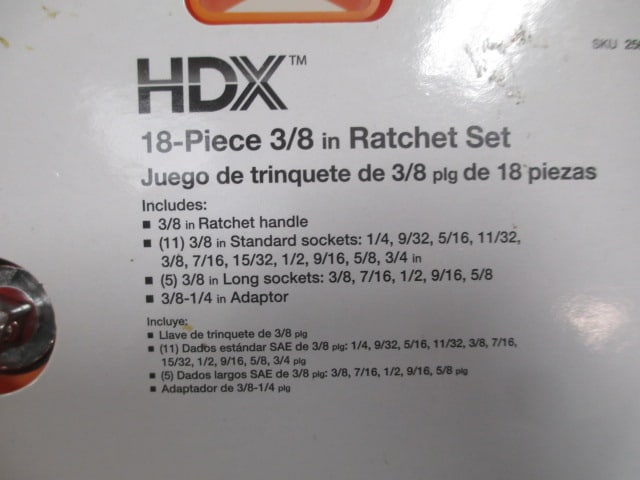 SKU
HDX™
18-Piece 3/8 in Ratchet Set
Juego de trinquete de 3/8 plg de 18 piezas
Includes:
▪ 3/8 in Ratchet handle
▪ (11) 3/8 in Standard sockets: 1/4, 9/32, 5/16, 11/32,
3/8, 7/16, 15/32, 1/2, 9/16, 5/8, 3/4 in
▪ (5) 3/8 in Long sockets: 3/8, 7/16, 1/2, 9/16, 5/8
▪ 3/8-1/4 in Adaptor
Incluye:
▪ Llave de trinquete de 3/8 plg
▪ (11) Dados estándar SAE de 3/8 plg: 1/4, 9/32, 5/16, 11/32, 3/8, 7/16,
15/32, 1/2, 9/16, 5/8, 3/4 plg
▪ (5) Dados largos SAE de 3/8 plg: 3/8, 7/16, 1/2, 9/16, 5/8 plg
▪ Adaptador de 3/8-1/4 plg